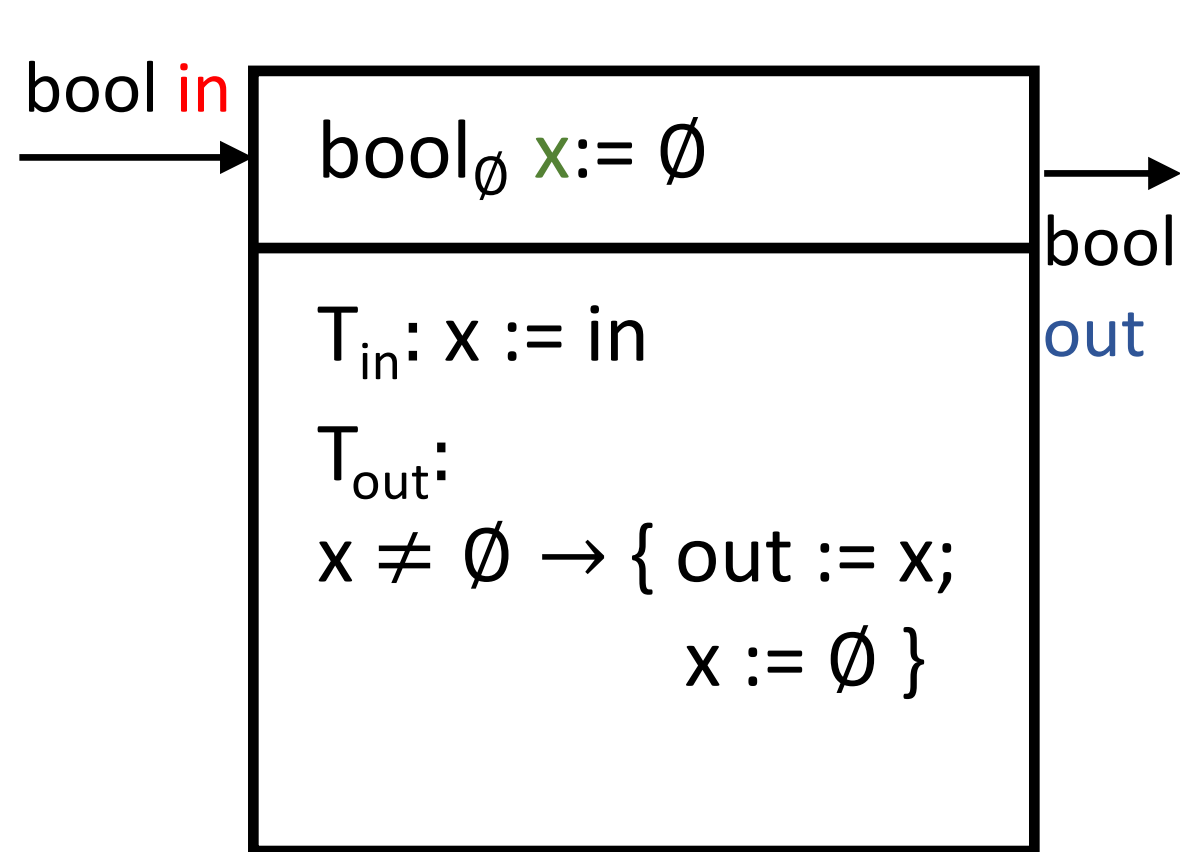 bool in
bool∅ x:= ∅
bool
out
Tin: x := in
Tout:
x ≠ ∅ → { out := x;
x := ∅ }